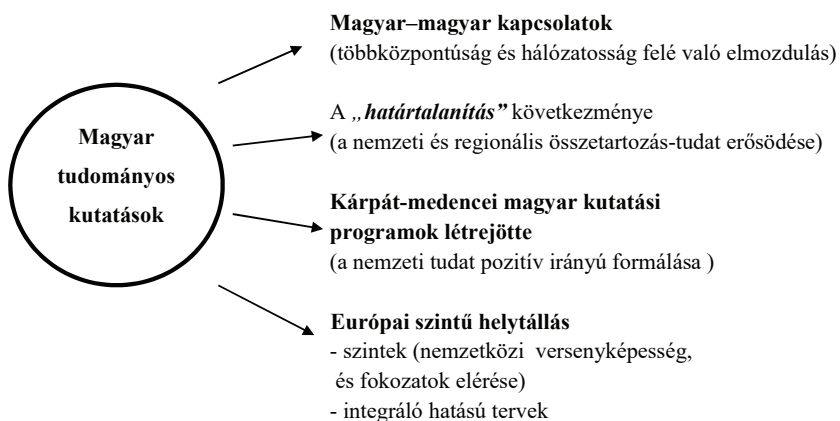 Magyar–magyar kapcsolatok
(többközpontúság és hálózatosság felé való elmozdulás)
A „határtalanítás” következménye
(a nemzeti és regionális összetartozás-tudat erősödése)
Magyar
tudományos
kutatások
Kárpát-medencei magyar kutatási
programok létrejötte
(a nemzeti tudat pozitív irányú formálása )
Európai szintű helytállás
- szintek (nemzetközi versenyképesség,
és fokozatok elérése)
- integráló hatású tervek